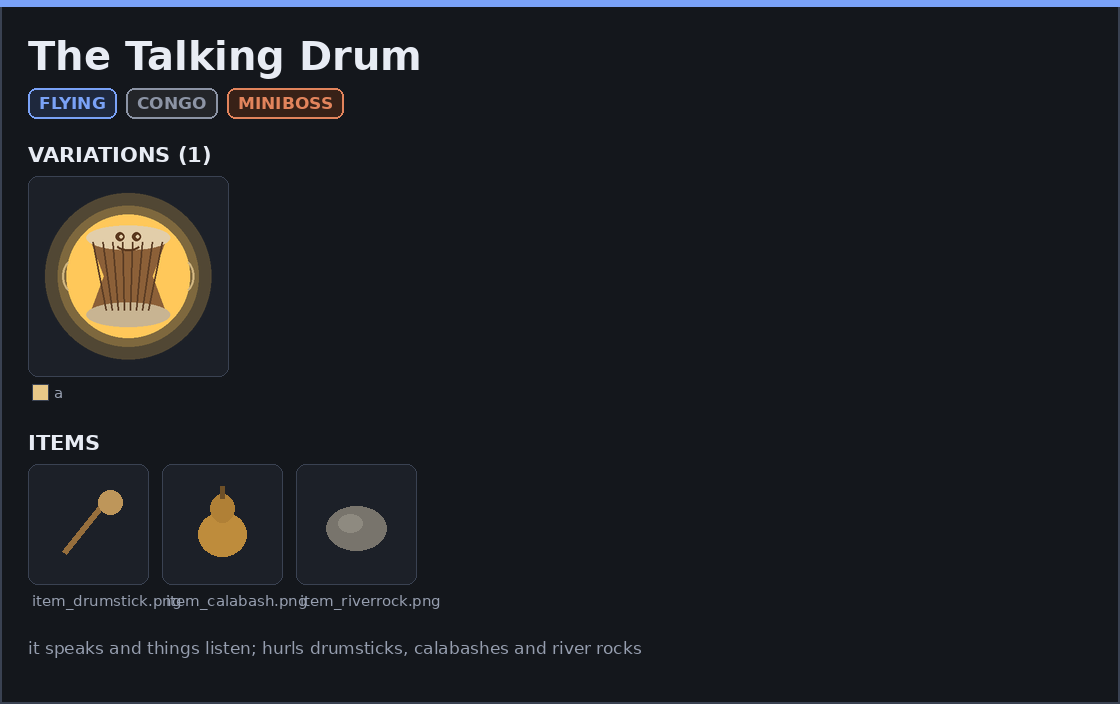 The Talking Drum
FLYING CONGO MINIBOSS
VARIATIONS (1)
a
ITEMS
item_drumstick.png item_calabash.png item_riverrock.png
it speaks and things listen; hurls drumsticks, calabashes and river rocks